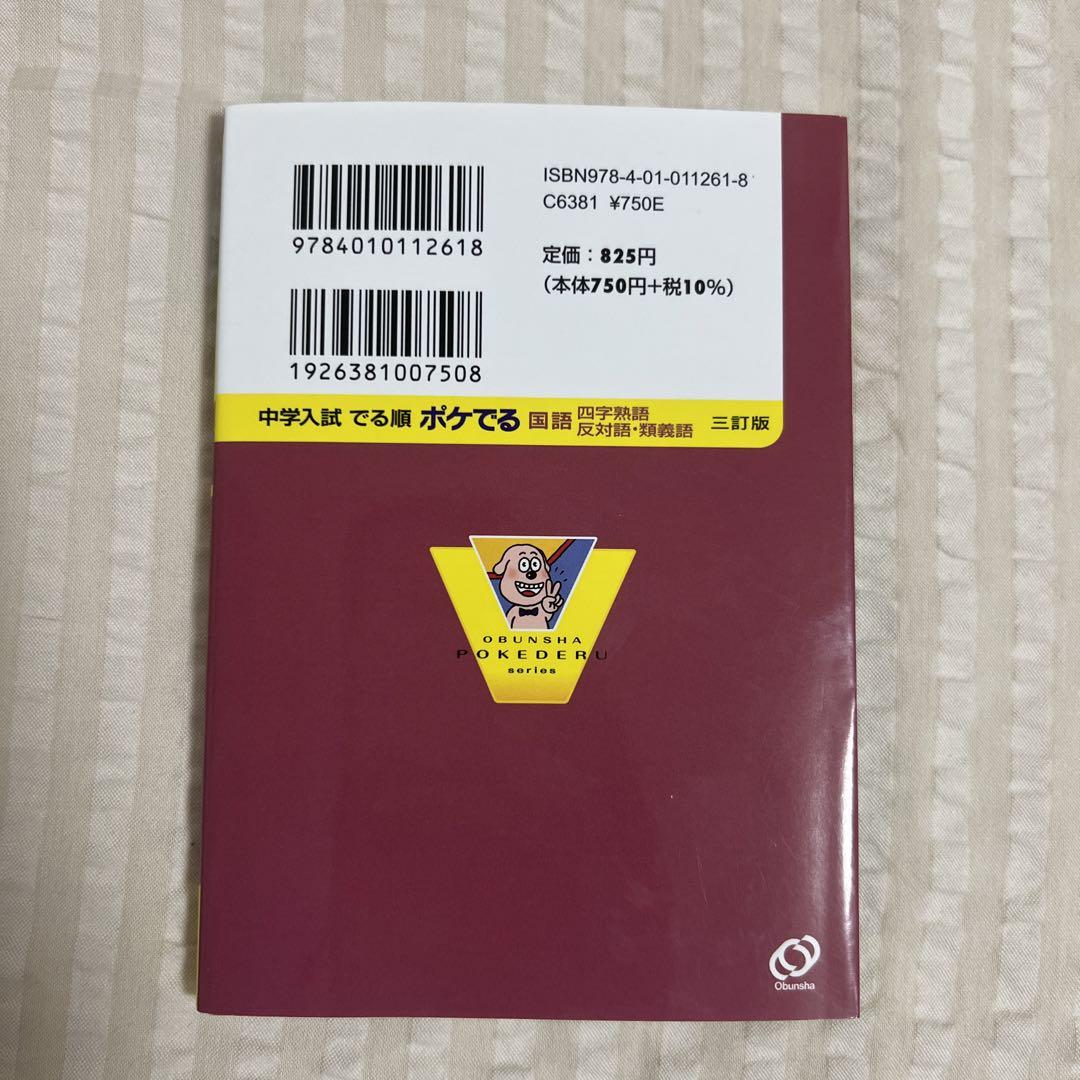 ISBN978-4-01-011261-8
C6381 ¥750E
9784010112618
定価：825円
（本体750円＋税10％）
1926381007508
中学入試 でる順 ポケでる 国語 四字熟語 反対語・類義語 三訂版
OBUNSHA
POKEDERU
series
Obunsha